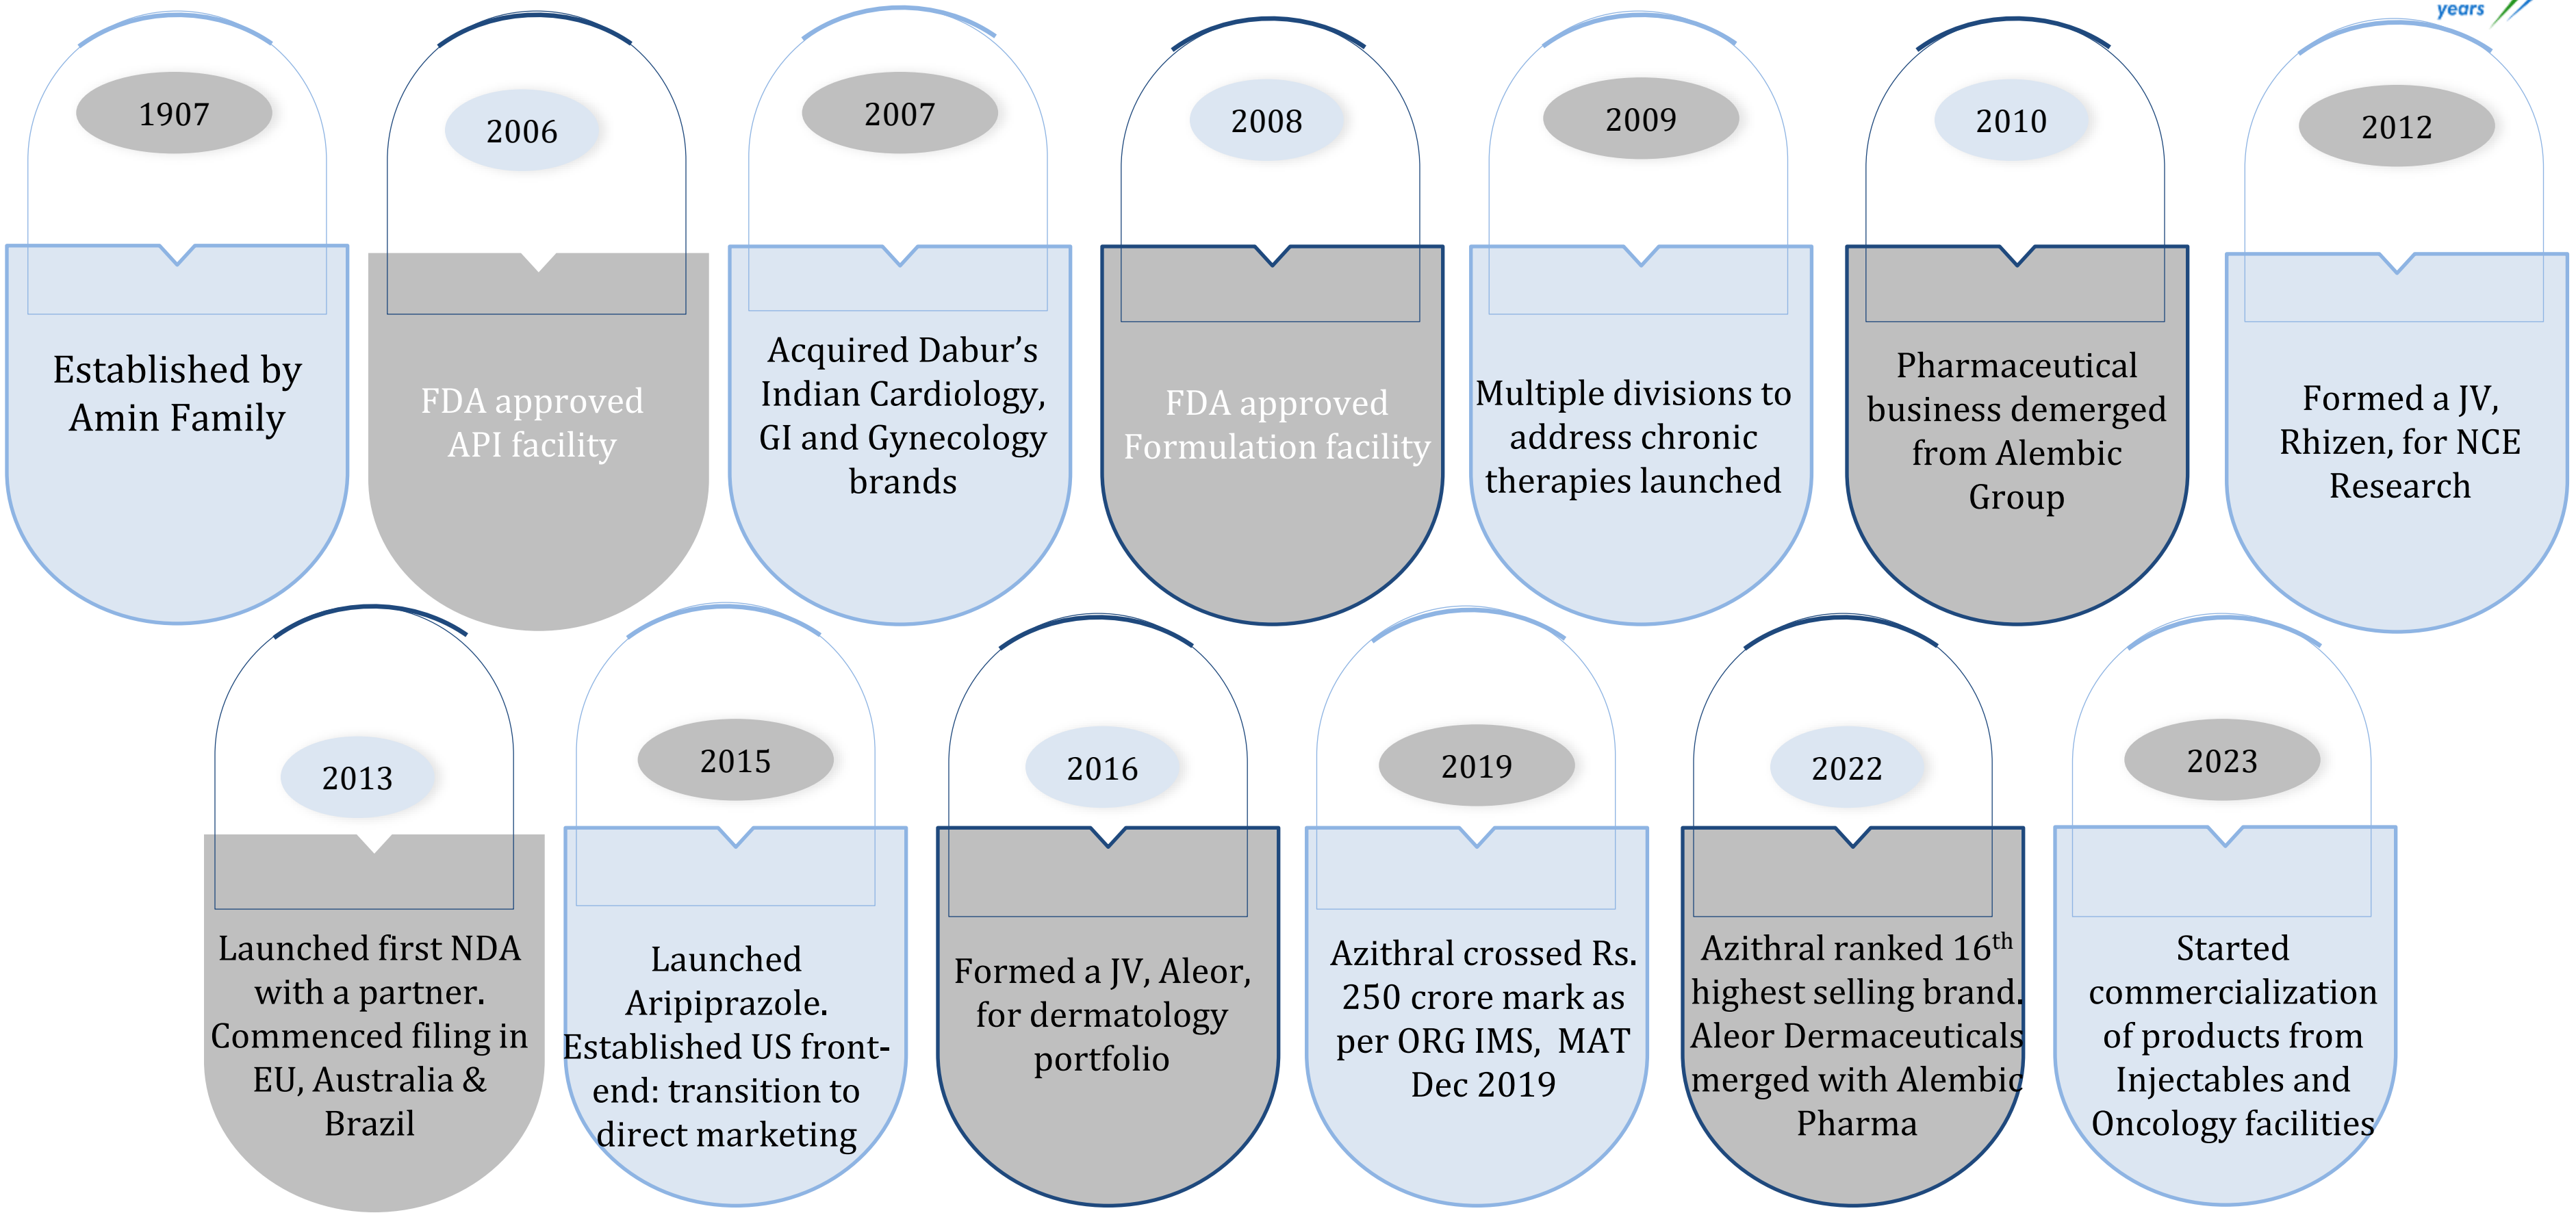 years
1907
Established by
Amin Family
2006
FDA approved
API facility
2007
Acquired Dabur’s
Indian Cardiology,
GI and Gynecology
brands
2008
FDA approved
Formulation facility
2009
Multiple divisions to
address chronic
therapies launched
2010
Pharmaceutical
business demerged
from Alembic
Group
2012
Formed a JV,
Rhizen, for NCE
Research
2013
Launched first NDA
with a partner.
Commenced filing in
EU, Australia &
Brazil
2015
Launched
Aripiprazole.
Established US front-
end: transition to
direct marketing
2016
Formed a JV, Aleor,
for dermatology
portfolio
2019
Azithral crossed Rs.
250 crore mark as
per ORG IMS, MAT
Dec 2019
2022
Azithral ranked 16th
highest selling brand.
Aleor Dermaceuticals
merged with Alembic
Pharma
2023
Started
commercialization
of products from
Injectables and
Oncology facilities